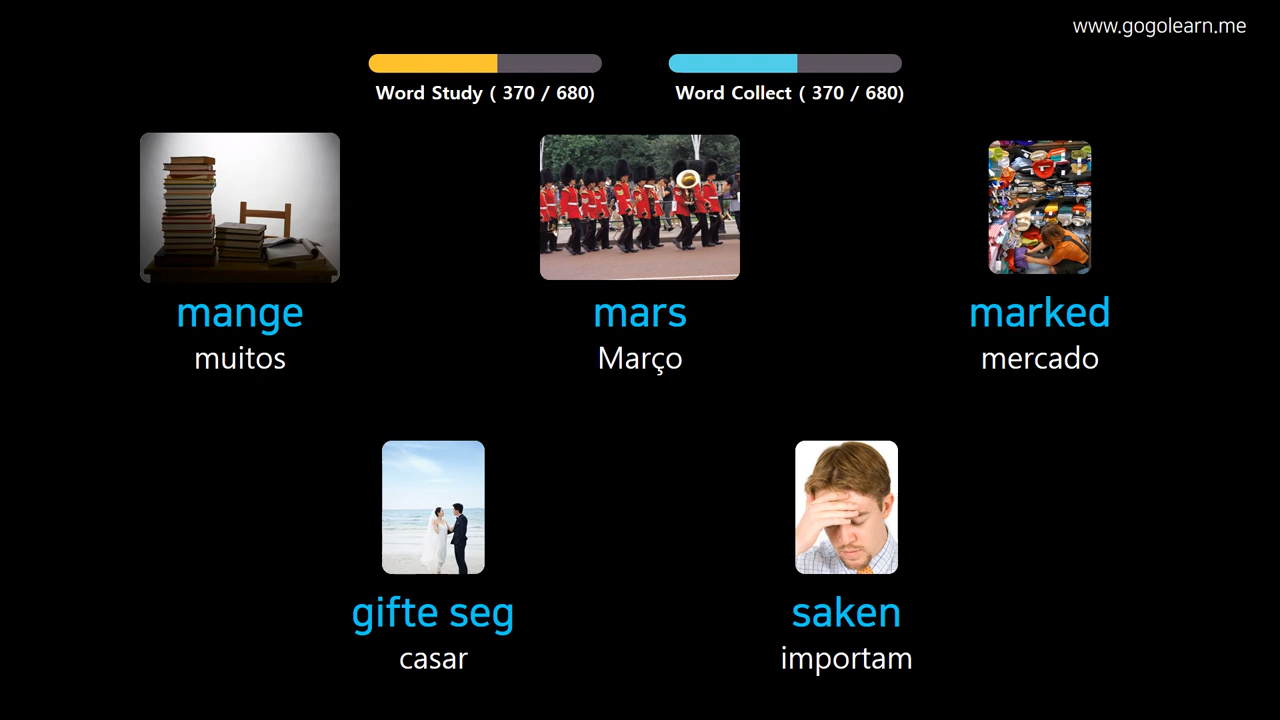 www.gogolearn.me
Word Study ( 370 / 680)
Word Collect ( 370 / 680)
mange
muitos
mars
Março
marked
mercado
gifte seg
casar
saken
importam